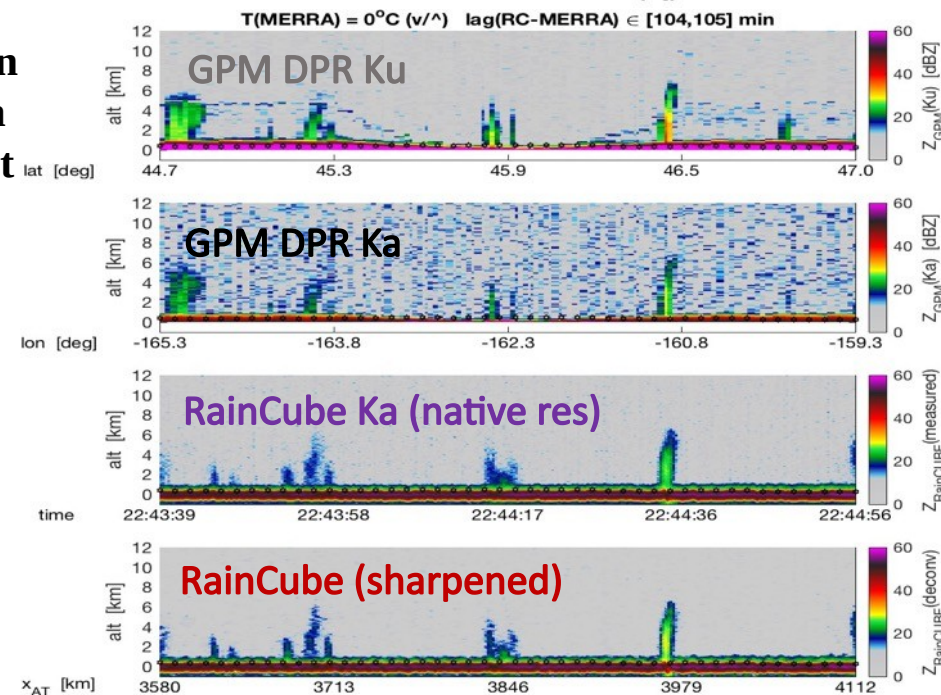 T(MERRA) = 0°C (v/^) lag(RC-MERRA) ∈ [104,105] min
n
t
GPM DPR Ku
alt [km]
12
10
8
6
4
2
0
60
40
20
0
Z_GPM(Ku) [dBZ]
lat [deg]
44.7 45.3 45.9 46.5 47.0
GPM DPR Ka
alt [km]
12
10
8
6
4
2
0
60
40
20
0
Z_GPM(Ka) [dBZ]
lon [deg]
-165.3 -163.8 -162.3 -160.8 -159.3
RainCube Ka (native res)
alt [km]
12
10
8
6
4
2
0
60
40
20
0
Z_RainCUBE(measured)
time
22:43:39 22:43:58 22:44:17 22:44:36 22:44:56
RainCube (sharpened)
alt [km]
12
10
8
6
4
2
0
60
40
20
0
Z_RainCUBE(deconv)
x_AT [km]
3580 3713 3846 3979 4112